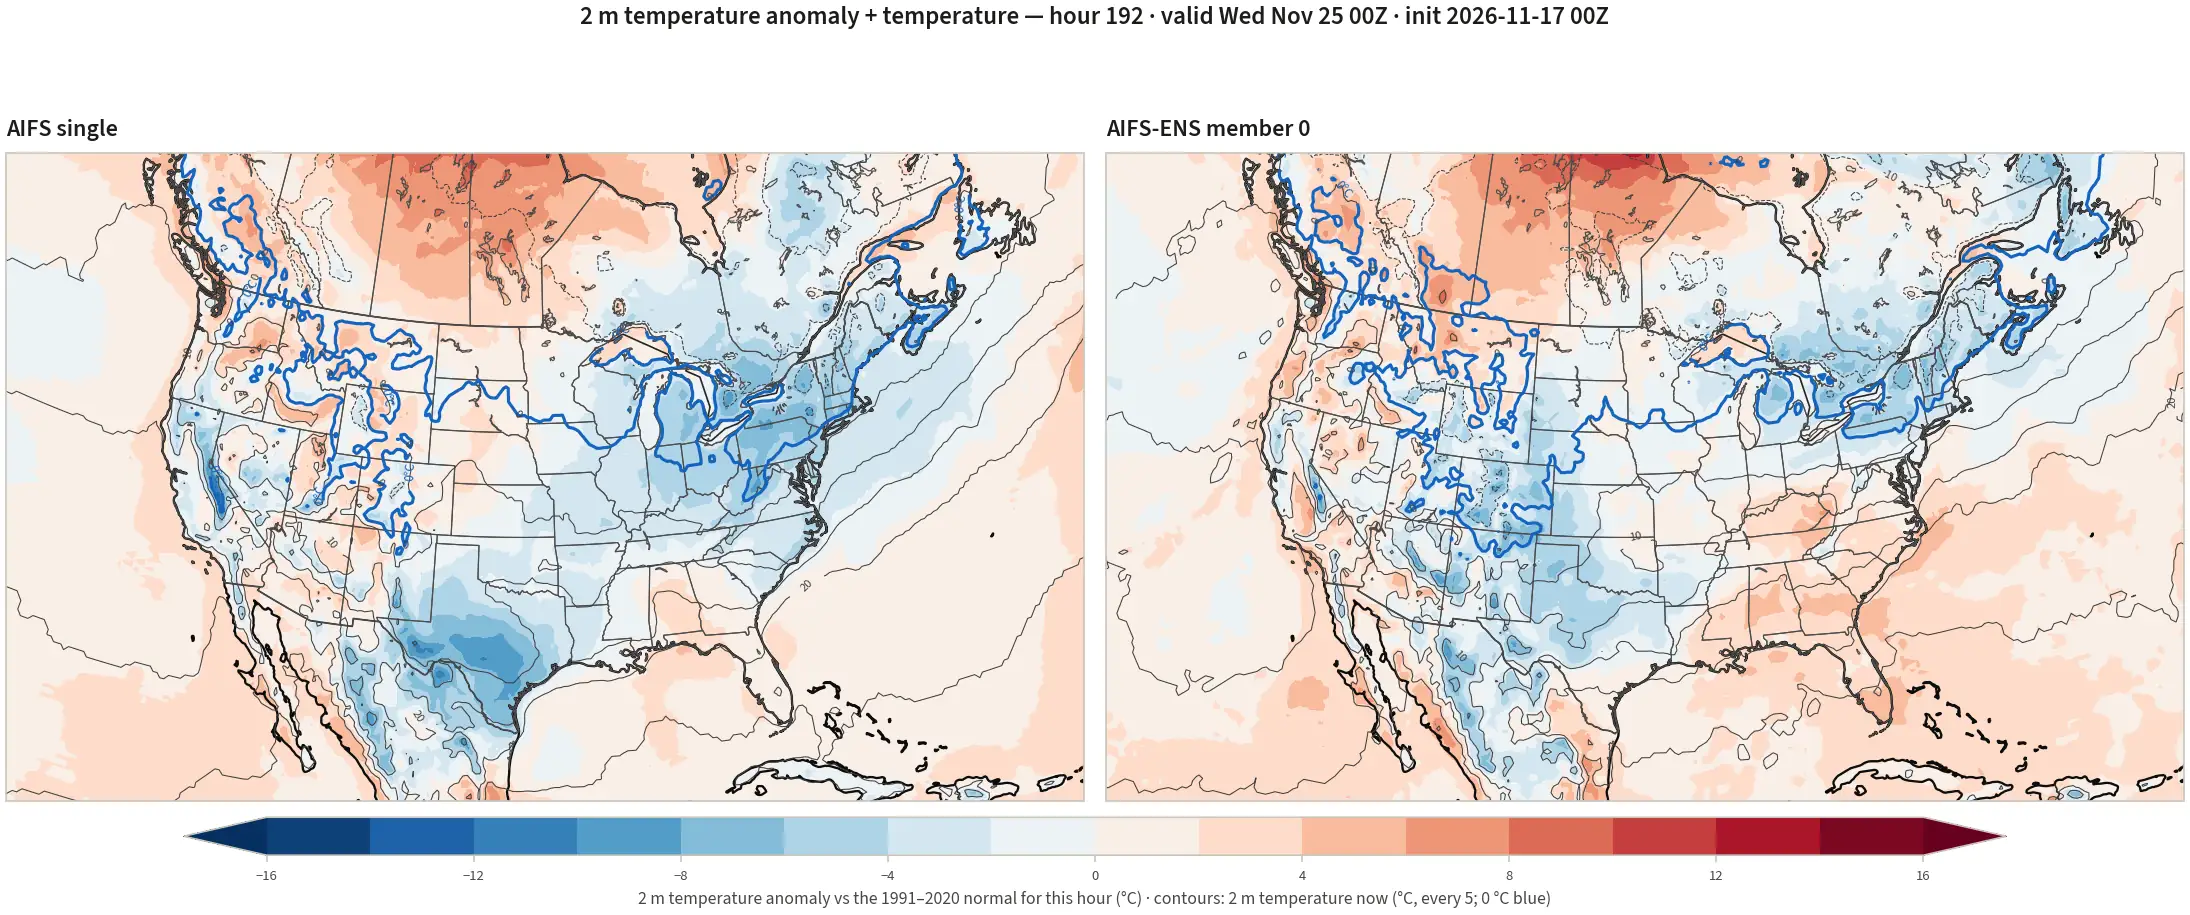 2 m temperature anomaly + temperature — hour 192 · valid Wed Nov 25 00Z · init 2026-11-17 00Z
AIFS single
AIFS-ENS member 0
−16 −12 −8 −4 0 4 8 12 16
2 m temperature anomaly vs the 1991–2020 normal for this hour (°C) · contours: 2 m temperature now (°C, every 5; 0 °C blue)